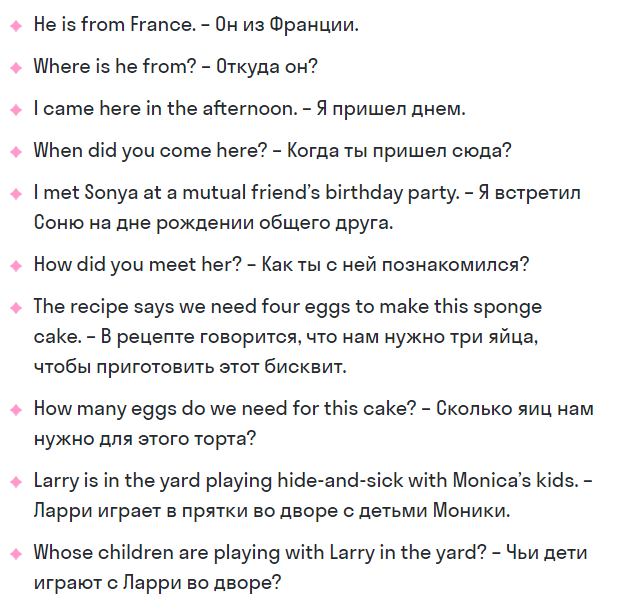 He is from France. – Он из Франции.
Where is he from? – Откуда он?
I came here in the afternoon. – Я пришел днем.
When did you come here? – Когда ты пришел сюда?
I met Sonya at a mutual friend’s birthday party. – Я встретил
Соню на дне рождении общего друга.
How did you meet her? – Как ты с ней познакомился?
The recipe says we need four eggs to make this sponge
cake. – В рецепте говорится, что нам нужно три яйца,
чтобы приготовить этот бисквит.
How many eggs do we need for this cake? – Сколько яиц нам
нужно для этого торта?
Larry is in the yard playing hide-and-sick with Monica’s kids. –
Ларри играет в прятки во дворе с детьми Моники.
Whose children are playing with Larry in the yard? – Чьи дети
играют с Ларри во дворе?